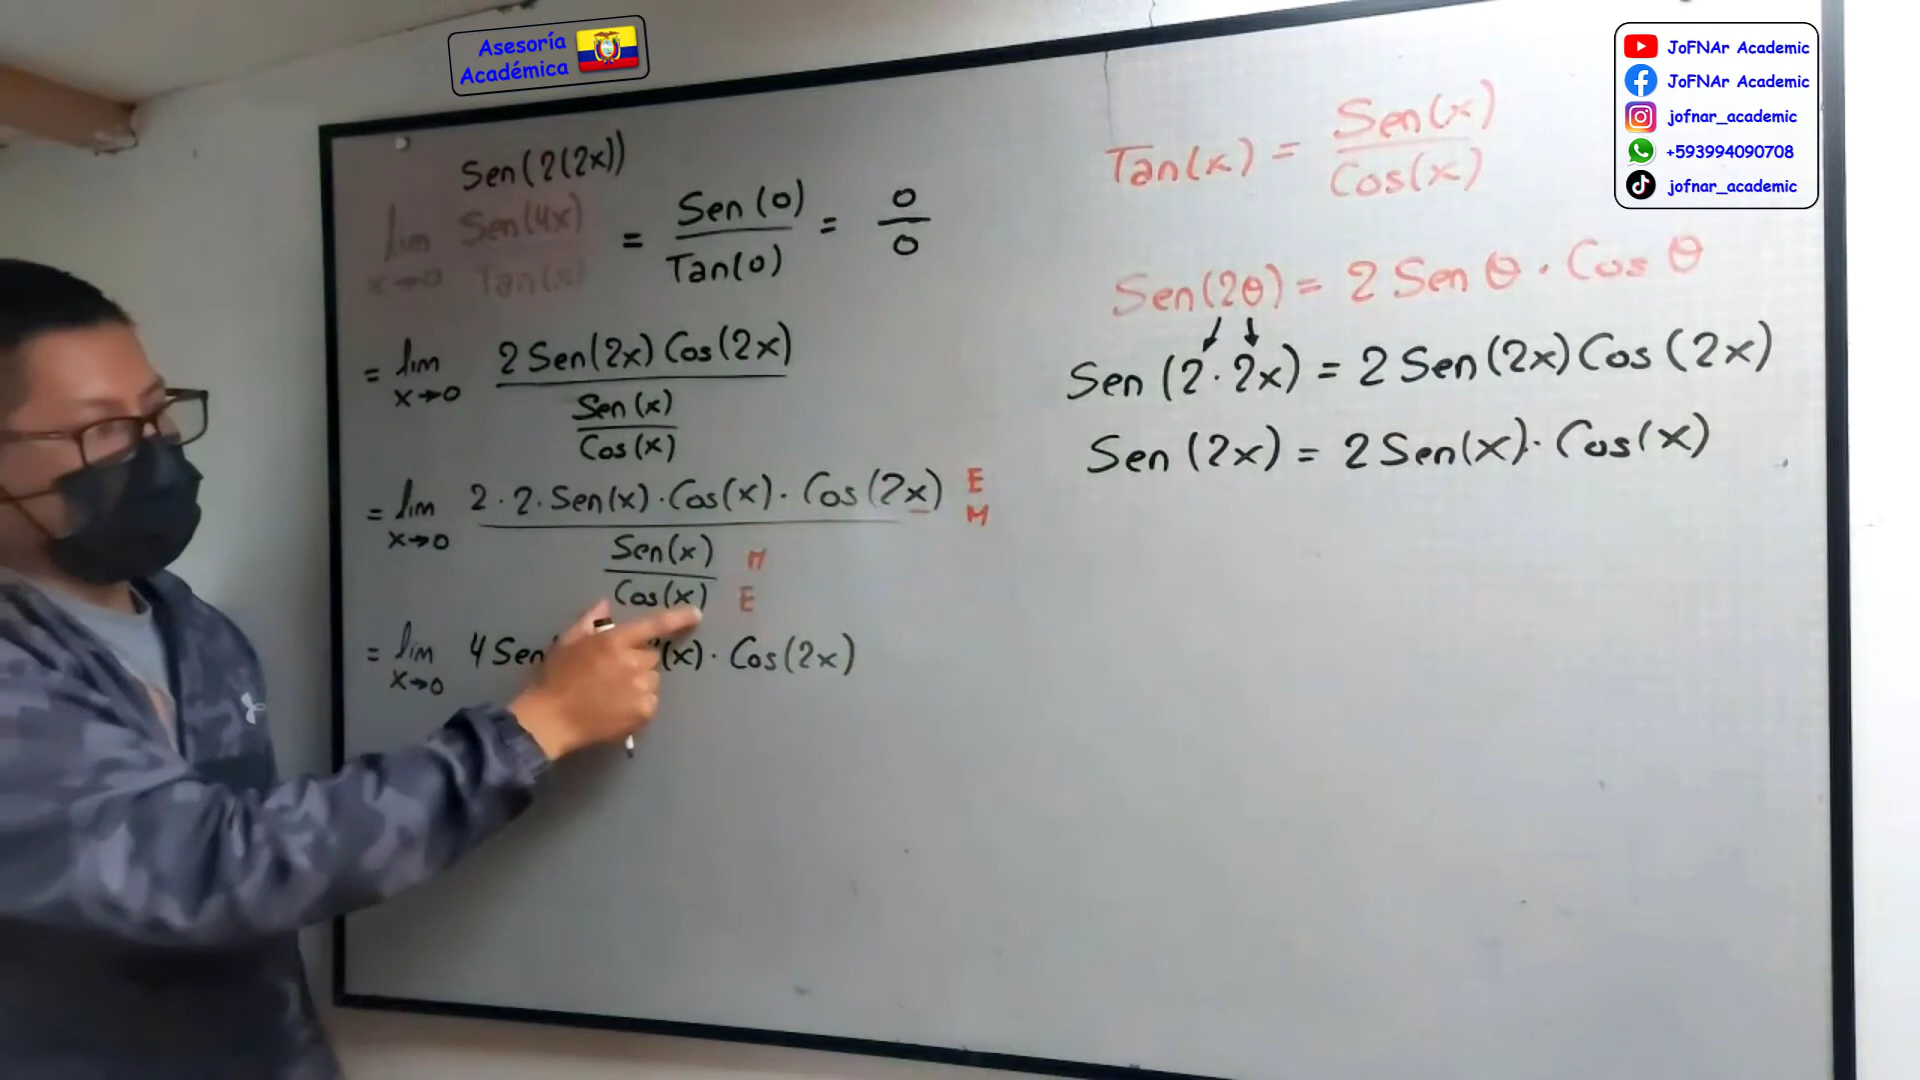 Asesoría
Académica
JoFNAr Academic
JoFNAr Academic
jofnar_academic
+593994090708
jofnar_academic
Sen(2(2x))
lim x→0 Sen(4x) / Tan(x) = Sen(0) / Tan(0) = 0 / 0
= lim x→0 2 Sen(2x) Cos(2x) / (Sen(x) / Cos(x))
= lim x→0 2 · 2 · Sen(x) · Cos(x) · Cos(2x) / (Sen(x) / Cos(x))
E
M
M
E
= lim x→0 4 Sen (x) · Cos(2x)
Tan(x) = Sen(x) / Cos(x)
Sen(2θ) = 2 Sen θ · Cos θ
Sen (2 · 2x) = 2 Sen(2x) Cos (2x)
Sen (2x) = 2 Sen(x) · Cos(x)